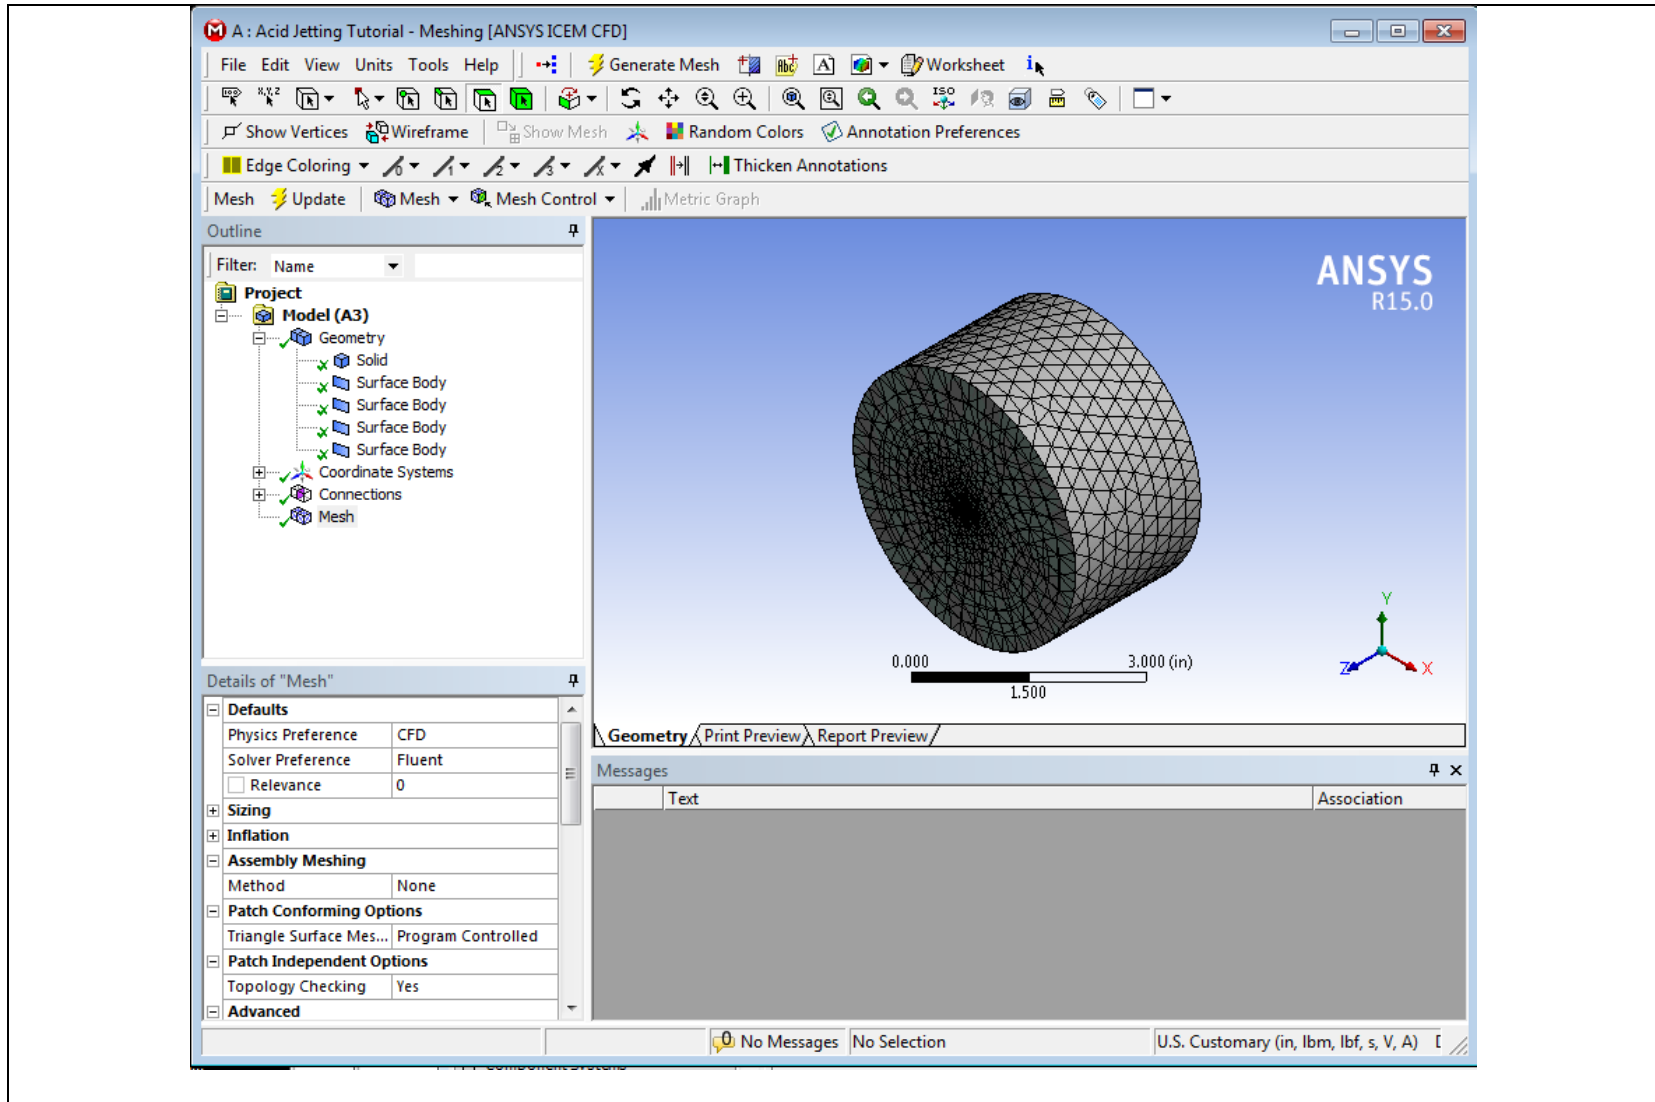 A : Acid Jetting Tutorial - Meshing [ANSYS ICEM CFD]
File Edit View Units Tools Help Generate Mesh Worksheet
ISO
Show Vertices Wireframe Show Mesh Random Colors Annotation Preferences
Edge Coloring Thicken Annotations
Mesh Update Mesh Mesh Control Metric Graph
Outline
Filter: Name
Project
Model (A3)
Geometry
Solid
Surface Body
Surface Body
Surface Body
Surface Body
Coordinate Systems
Connections
Mesh
ANSYS
R15.0
0.000 3.000 (in)
1.500
Y
Z X
Geometry Print Preview Report Preview
Details of "Mesh"
Defaults
Physics Preference CFD
Solver Preference Fluent
Relevance 0
Sizing
Inflation
Assembly Meshing
Method None
Patch Conforming Options
Triangle Surface Mes... Program Controlled
Patch Independent Options
Topology Checking Yes
Advanced
Messages
Text Association
0 No Messages No Selection U.S. Customary (in, lbm, lbf, s, V, A)